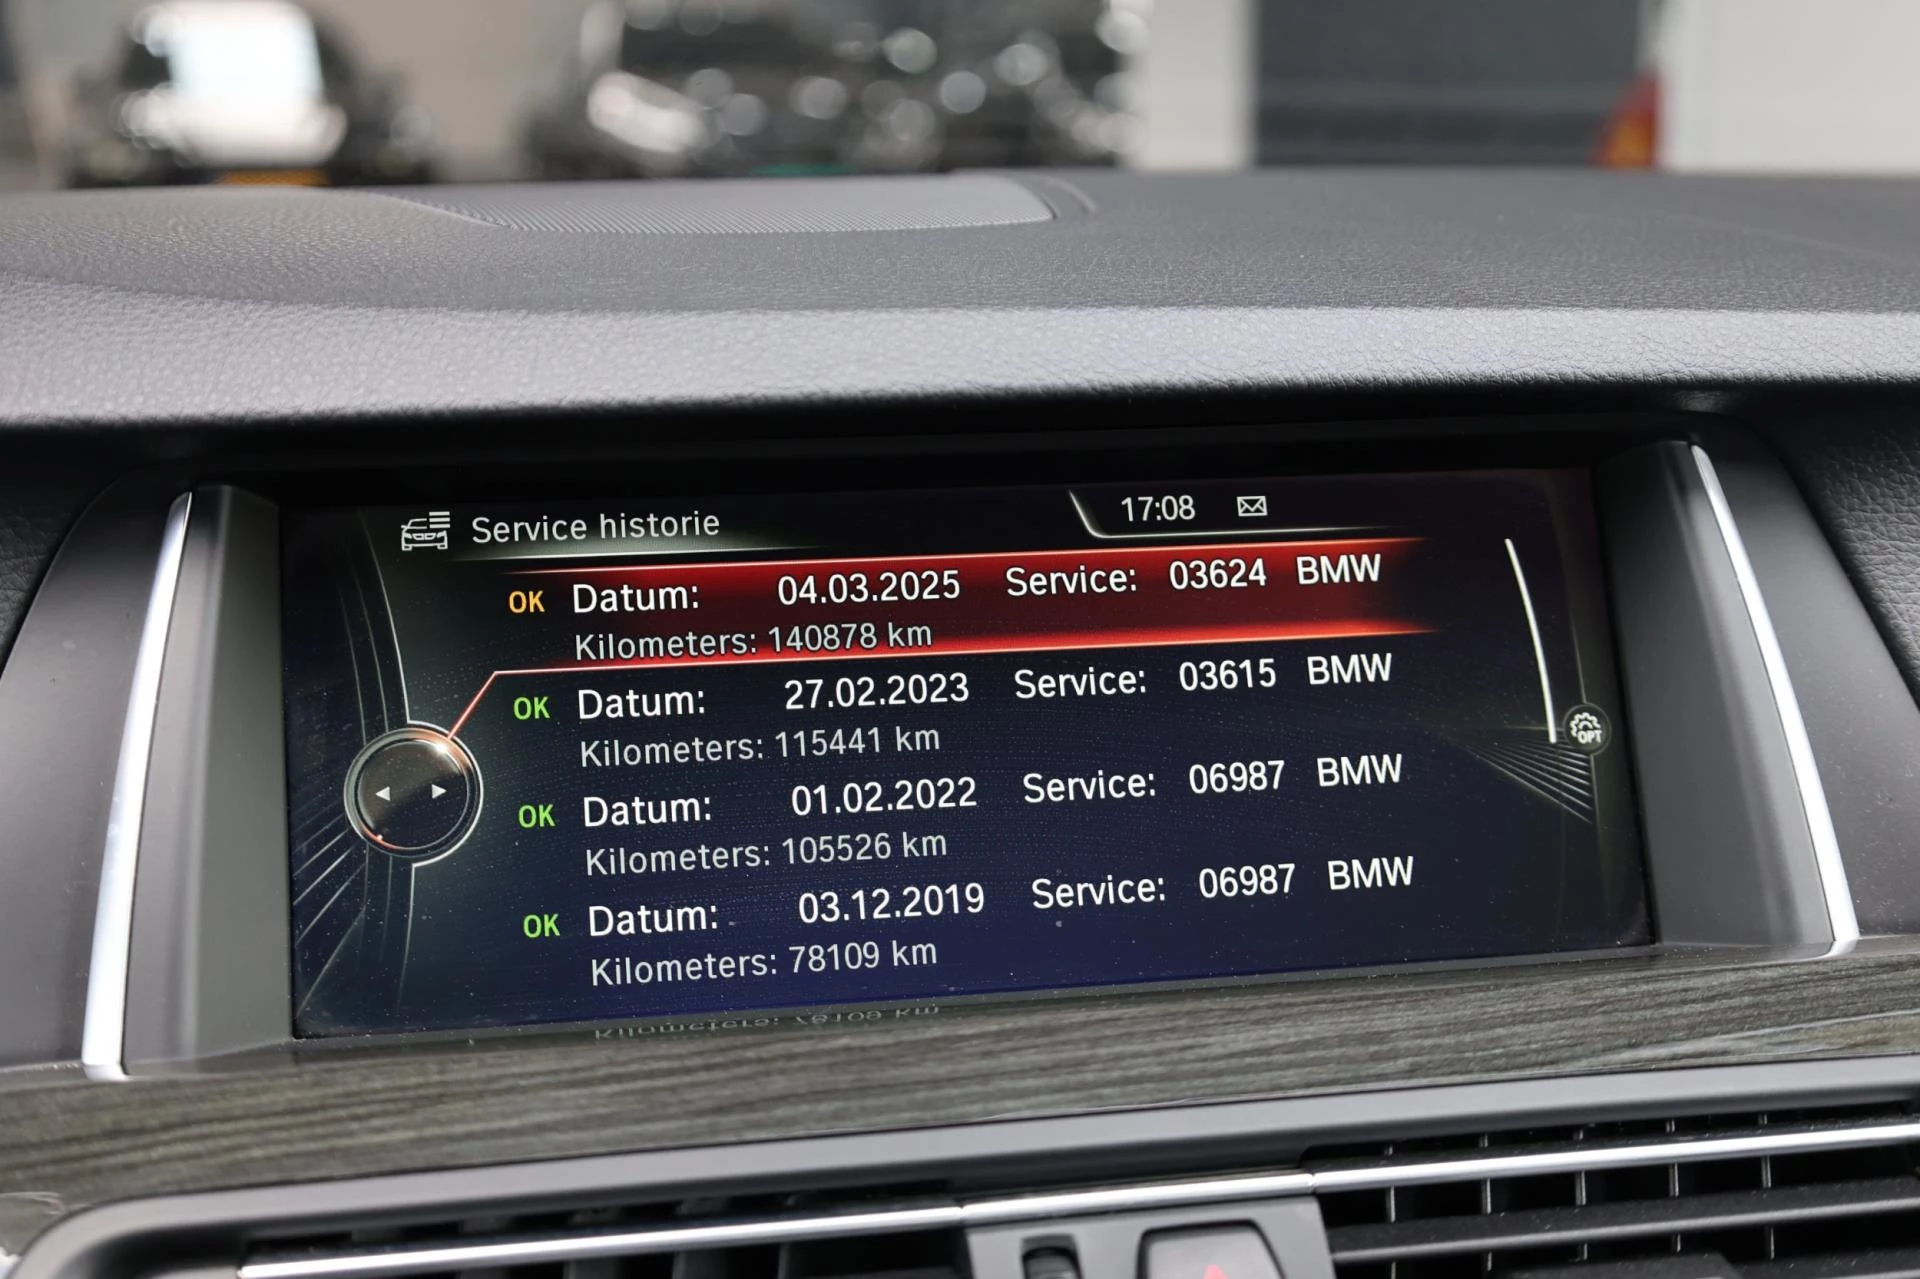 Service historie
17:08
OK Datum: 04.03.2025 Service: 03624 BMW
Kilometers: 140878 km
OK Datum: 27.02.2023 Service: 03615 BMW
Kilometers: 115441 km
OK Datum: 01.02.2022 Service: 06987 BMW
Kilometers: 105526 km
OPT
OK Datum: 03.12.2019 Service: 06987 BMW
Kilometers: 78109 km